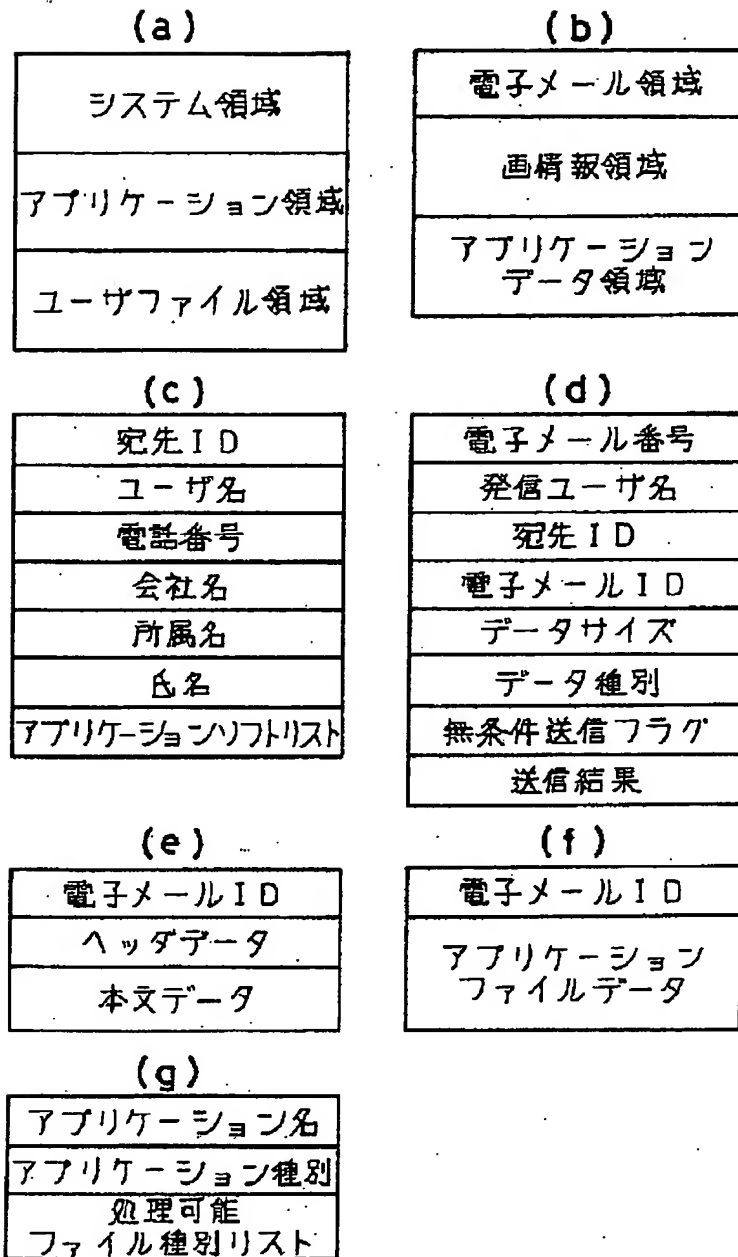 (a)
システム領域
アプリケーション領域
ユーザファイル領域
(b)
電子メール領域
画情報領域
アプリケーション
データ領域
(c)
宛先ID
ユーザ名
電話番号
会社名
所属名
氏名
アプリケーションソフトリスト
(d)
電子メール番号
発信ユーザ名
宛先ID
電子メールID
データサイズ
データ種別
無条件送信フラグ
送信結果
(e)
電子メールID
ヘッダデータ
本文データ
(f)
電子メールID
アプリケーション
ファイルデータ
(g)
アプリケーション名
アプリケーション種別
処理可能
ファイル種別リスト